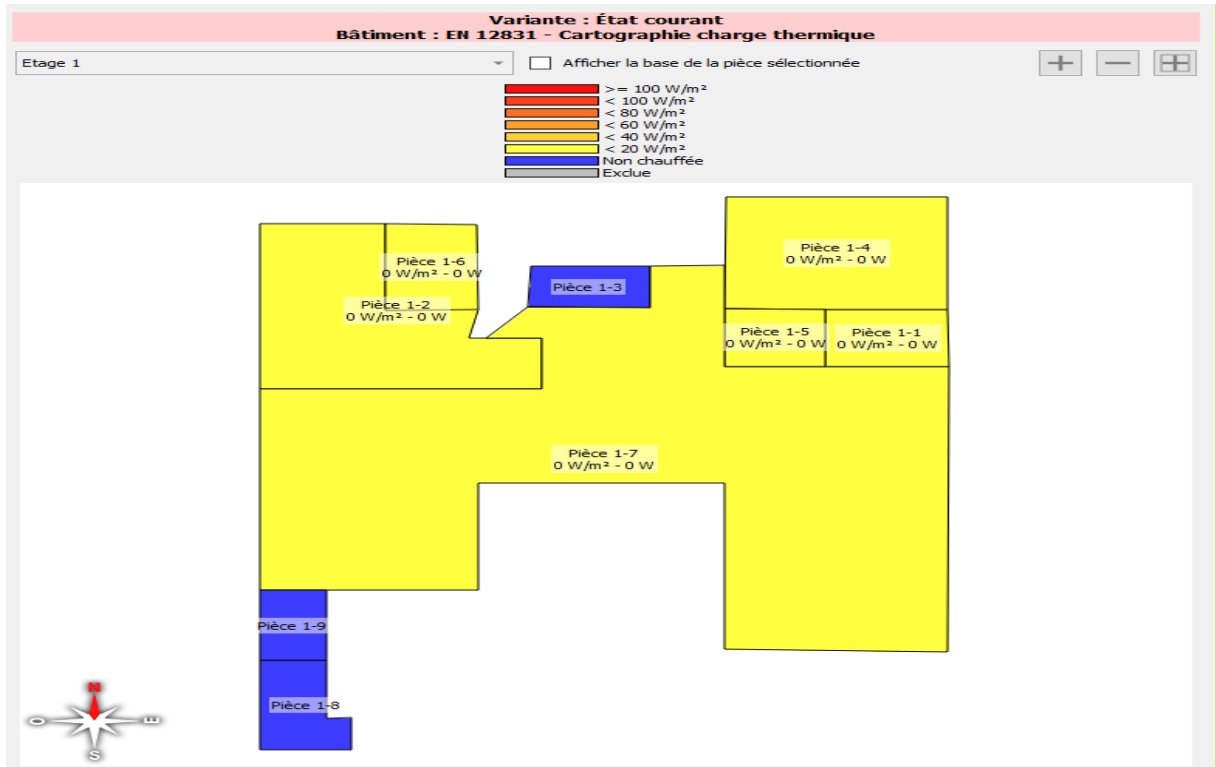 Variante : État courant
Bâtiment : EN 12831 - Cartographie charge thermique
Etage 1
Afficher la base de la pièce sélectionnée
>= 100 W/m²
< 100 W/m²
< 80 W/m²
< 60 W/m²
< 40 W/m²
< 20 W/m²
Non chauffée
Exclue
Pièce 1-4
0 W/m² - 0 W
Pièce 1-6
0 W/m² - 0 W
Pièce 1-3
Pièce 1-2
0 W/m² - 0 W
Pièce 1-5
0 W/m² - 0 W
Pièce 1-1
0 W/m² - 0 W
Pièce 1-7
0 W/m² - 0 W
Pièce 1-9
Pièce 1-8
N
O
E
S